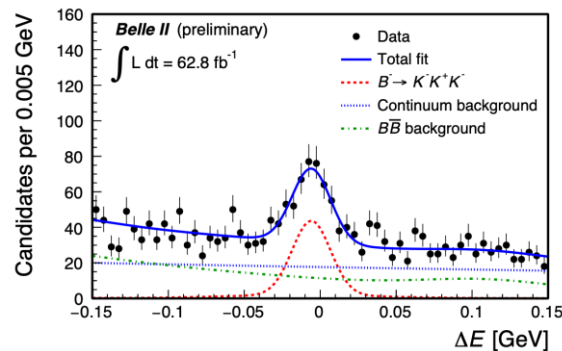 Candidates per 0.005 GeV
160
140
120
100
80
60
40
20
0
Belle II (preliminary)
∫ L dt = 62.8 fb⁻¹
Data
Total fit
B⁻→ K⁻K⁺K⁻
Continuum background
BB̅ background
−0.15
−0.1
−0.05
0
0.05
0.1
0.15
ΔE [GeV]